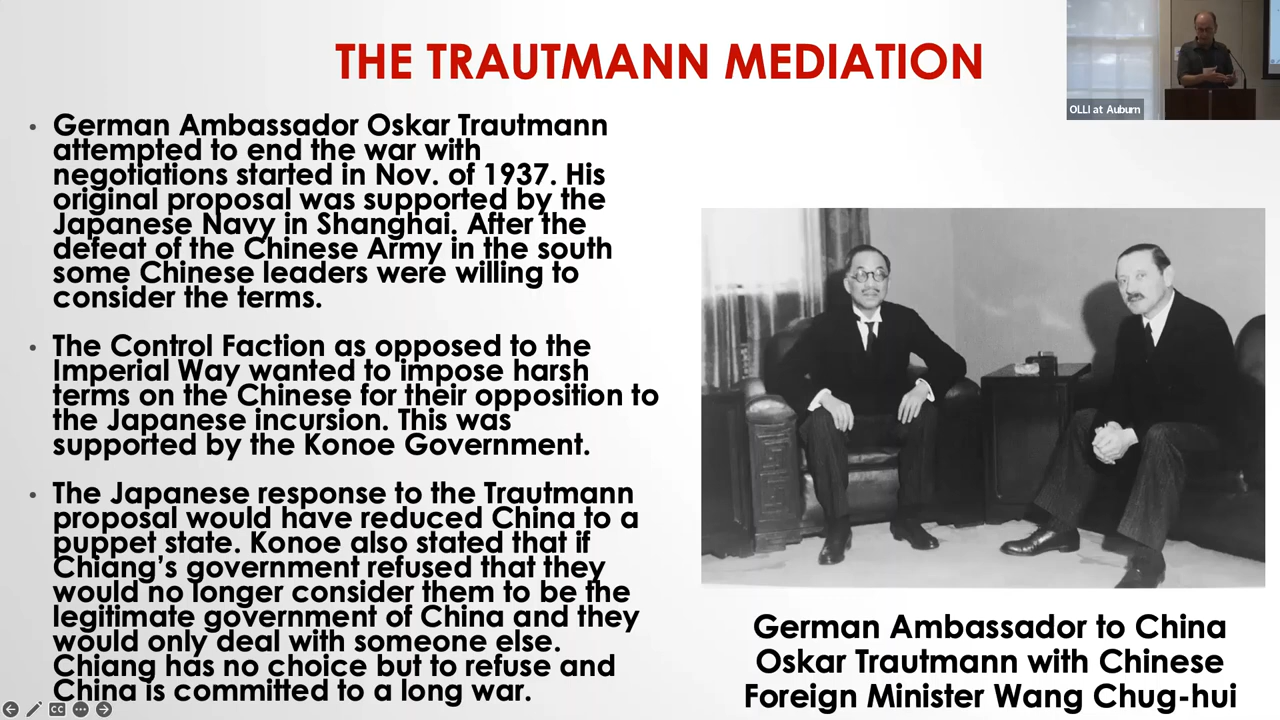 THE TRAUTMANN MEDIATION
OLLI at Auburn
• German Ambassador Oskar Trautmann
attempted to end the war with
negotiations started in Nov. of 1937. His
original proposal was supported by the
Japanese Navy in Shanghai. After the
defeat of the Chinese Army in the south
some Chinese leaders were willing to
consider the terms.
• The Control Faction as opposed to the
Imperial Way wanted to impose harsh
terms on the Chinese for their opposition to
the Japanese incursion. This was
supported by the Konoe Government.
• The Japanese response to the Trautmann
proposal would have reduced China to a
puppet state. Konoe also stated that if
Chiang’s government refused that they
would no longer consider them to be the
legitimate government of China and they
would only deal with someone else.
Chiang has no choice but to refuse and
China is committed to a long war.
German Ambassador to China
Oskar Trautmann with Chinese
Foreign Minister Wang Chug-hui
CC